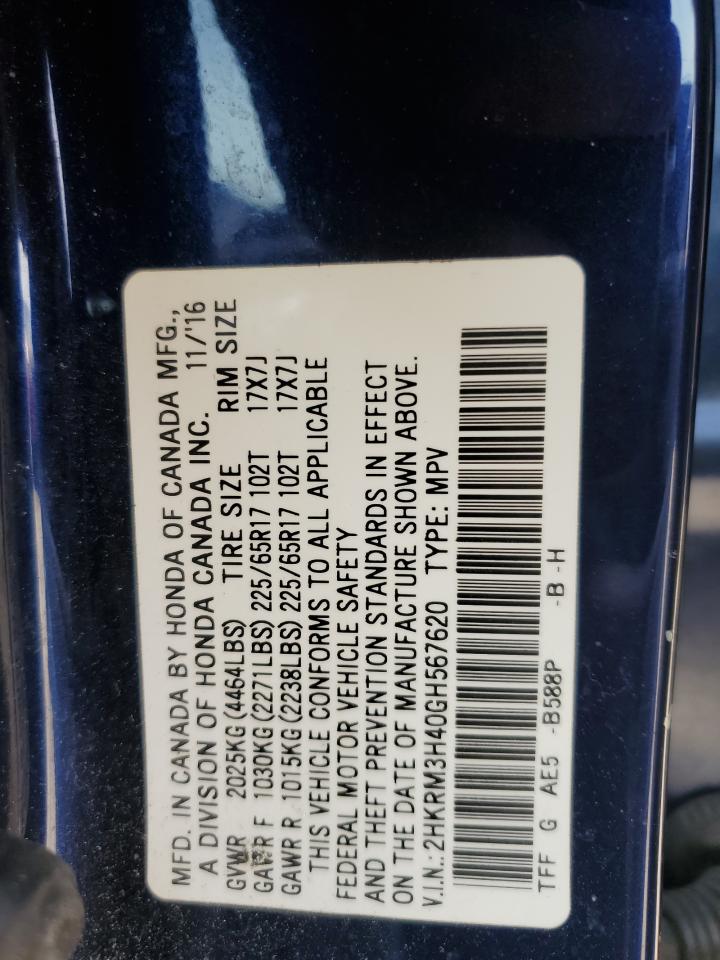 MFD. IN CANADA BY HONDA OF CANADA MFG.,
A DIVISION OF HONDA CANADA INC. 11/'16
GVWR 2025KG(4464LBS) TIRE SIZE RIM SIZE
GAWR F 1030KG(2271LBS) 225/65R17 102T 17X7J
GAWR R 1015KG(2238LBS) 225/65R17 102T 17X7J
THIS VEHICLE CONFORMS TO ALL APPLICABLE
FEDERAL MOTOR VEHICLE SAFETY
AND THEFT PREVENTION STANDARDS IN EFFECT
ON THE DATE OF MANUFACTURE SHOWN ABOVE.
V.I.N.: 2HKRM3H40GH567620 TYPE: MPV
TFF G AE5 -B588P -B -H